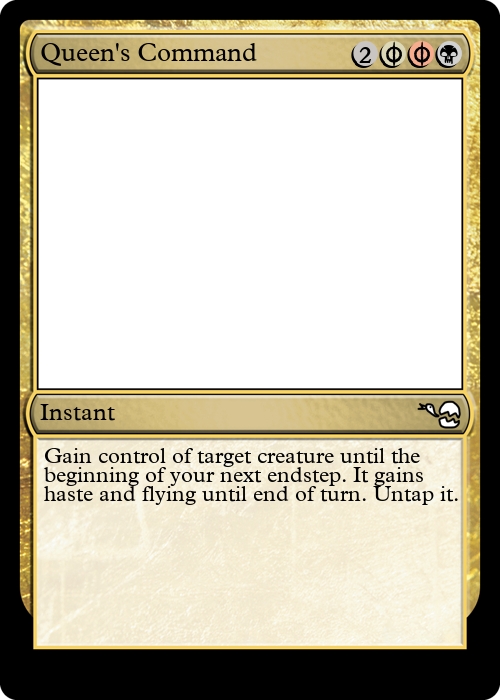 Queen's Command
2
Instant
Gain control of target creature until the
beginning of your next endstep. It gains
haste and flying until end of turn. Untap it.